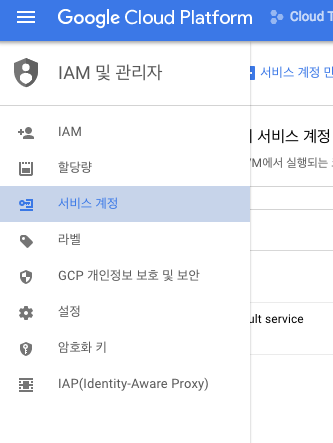 Google Cloud Platform
Cloud T
IAM 및 관리자
서비스 계정 만
IAM
서비스 계정
할당량
M에서 실행되는
서비스 계정
라벨
GCP 개인정보 보호 및 보안
설정
ult service
암호화 키
IAP(Identity-Aware Proxy)